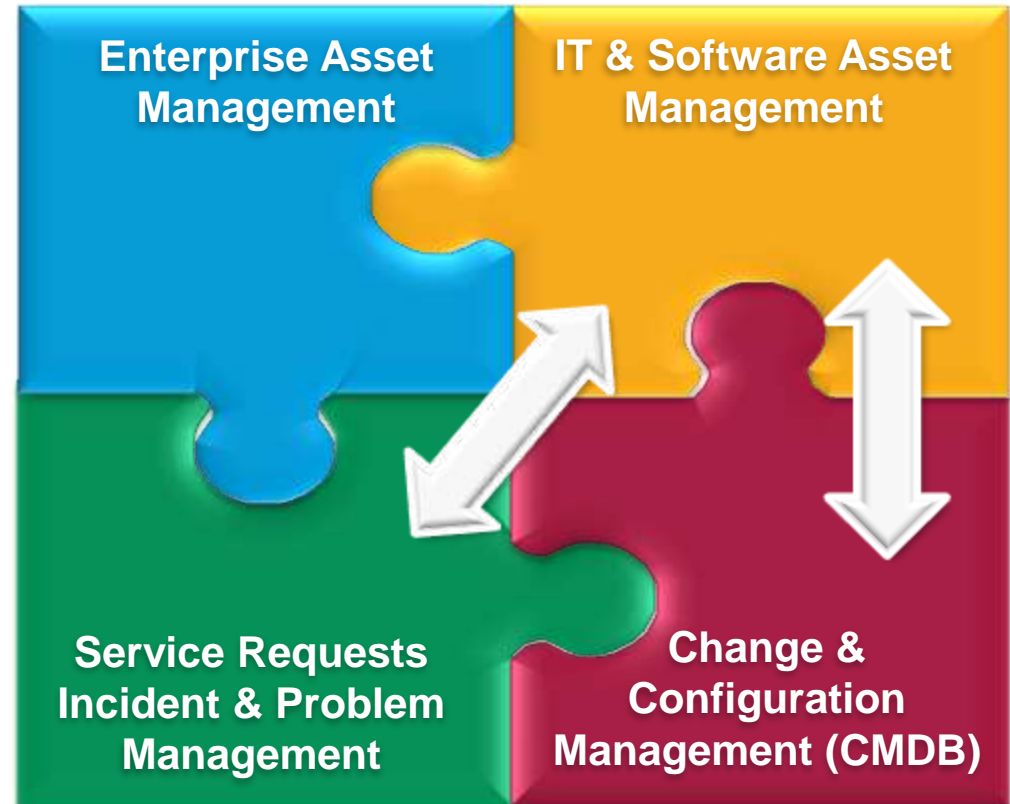 Enterprise Asset
Management
IT & Software Asset
Management
Service Requests
Incident & Problem
Management
Change &
Configuration
Management (CMDB)